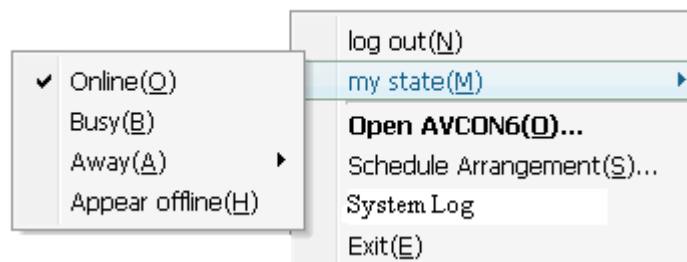 log out(N)
my state(M)
Online(O)
Busy(B)
Away(A)
Appear offline(H)
Open AVCON6(O)...
Schedule Arrangement(S)...
System Log
Exit(E)